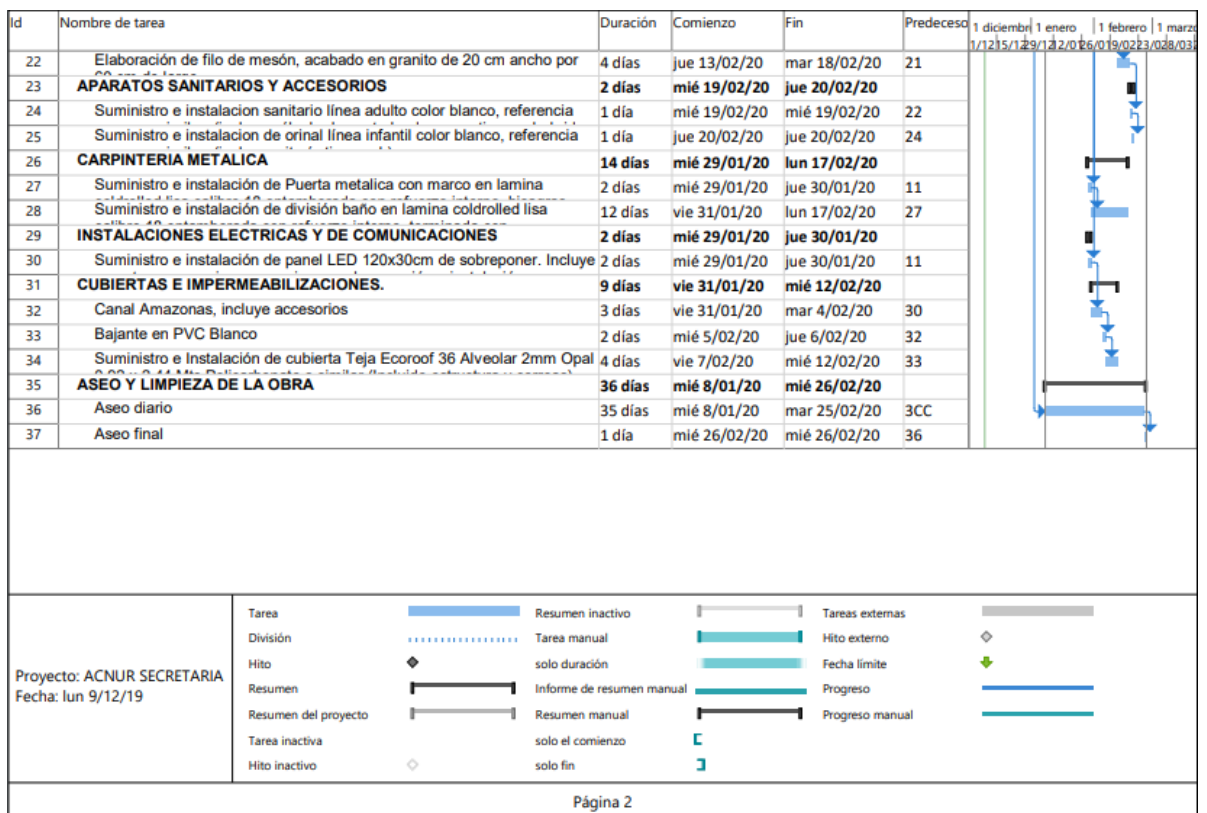 Id Nombre de tarea Duración Comienzo Fin Predeceso 1 diciembr 1 enero 1 febrero 1 marzo
1/12 15/12 29/12 12/01 26/01 9/02 23/02 8/03
22 Elaboración de filo de mesón, acabado en granito de 20 cm ancho por 4 días jue 13/02/20 mar 18/02/20 21
23 APARATOS SANITARIOS Y ACCESORIOS 2 días mié 19/02/20 jue 20/02/20
24 Suministro e instalacion sanitario línea adulto color blanco, referencia 1 día mié 19/02/20 mié 19/02/20 22
25 Suministro e instalacion de orinal línea infantil color blanco, referencia 1 día jue 20/02/20 jue 20/02/20 24
26 CARPINTERIA METALICA 14 días mié 29/01/20 lun 17/02/20
27 Suministro e instalación de Puerta metalica con marco en lamina 2 días mié 29/01/20 jue 30/01/20 11
28 Suministro e instalación de división baño en lamina coldrolled lisa 12 días vie 31/01/20 lun 17/02/20 27
29 INSTALACIONES ELECTRICAS Y DE COMUNICACIONES 2 días mié 29/01/20 jue 30/01/20
30 Suministro e instalación de panel LED 120x30cm de sobreponer. Incluye 2 días mié 29/01/20 jue 30/01/20 11
31 CUBIERTAS E IMPERMEABILIZACIONES. 9 días vie 31/01/20 mié 12/02/20
32 Canal Amazonas, incluye accesorios 3 días vie 31/01/20 mar 4/02/20 30
33 Bajante en PVC Blanco 2 días mié 5/02/20 jue 6/02/20 32
34 Suministro e Instalación de cubierta Teja Ecoroof 36 Alveolar 2mm Opal 4 días vie 7/02/20 mié 12/02/20 33
35 ASEO Y LIMPIEZA DE LA OBRA 36 días mié 8/01/20 mié 26/02/20
36 Aseo diario 35 días mié 8/01/20 mar 25/02/20 3CC
37 Aseo final 1 día mié 26/02/20 mié 26/02/20 36
Proyecto: ACNUR SECRETARIA
Fecha: lun 9/12/19
Tarea Resumen inactivo Tareas externas
División Tarea manual Hito externo
Hito solo duración Fecha límite
Resumen Informe de resumen manual Progreso
Resumen del proyecto Resumen manual Progreso manual
Tarea inactiva solo el comienzo
Hito inactivo solo fin
Página 2